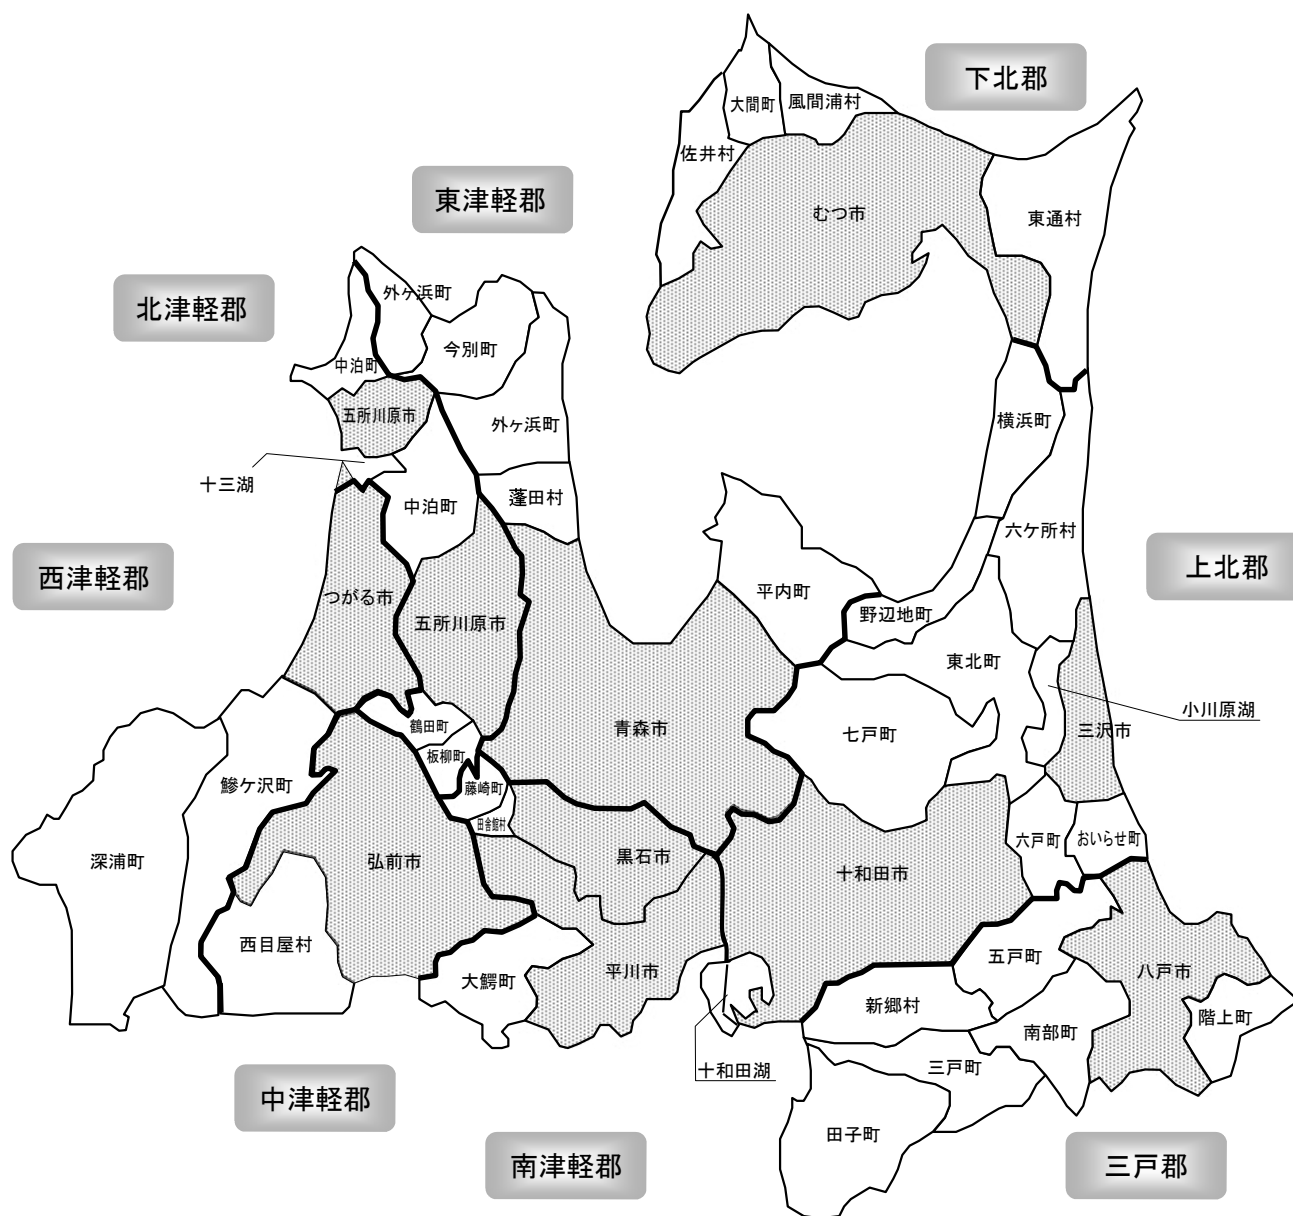 下北郡
大間町
風間浦村
佐井村
東津軽郡
むつ市
東通村
北津軽郡
外ヶ浜町
今別町
中泊町
五所川原市
横浜町
外ヶ浜町
十三湖
中泊町
蓬田村
六ケ所村
西津軽郡
上北郡
つがる市
五所川原市
平内町
野辺地町
東北町
小川原湖
鶴田町
青森市
七戸町
三沢市
板柳町
鰺ケ沢町
藤崎町
田舎館村
六戸町
おいらせ町
深浦町
弘前市
黒石市
十和田市
西目屋村
大鰐町
平川市
五戸町
八戸市
新郷村
南部町
階上町
十和田湖
三戸町
中津軽郡
田子町
南津軽郡
三戸郡